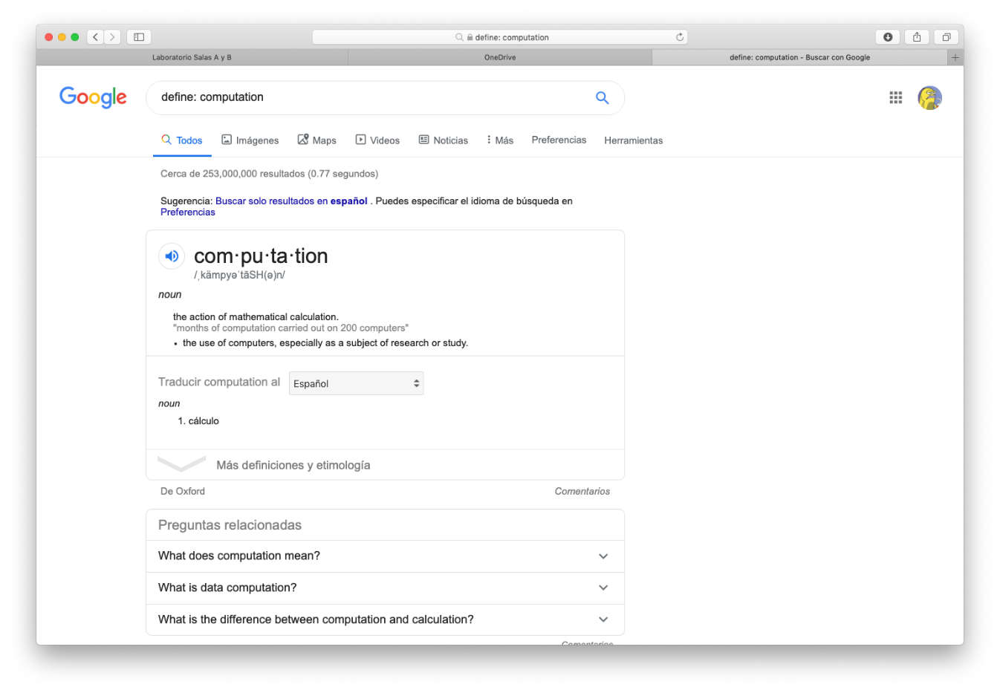 define: computation
Laboratorio Salas A y B
OneDrive
define: computation - Buscar con Google
Google
define: computation
Todos Imágenes Maps Videos Noticias Más Preferencias Herramientas
Cerca de 253,000,000 resultados (0.77 segundos)
Sugerencia: Buscar solo resultados en español . Puedes especificar el idioma de búsqueda en
Preferencias
com·pu·ta·tion
/ˌkämpyəˈtāSH(ə)n/
noun
the action of mathematical calculation.
"months of computation carried out on 200 computers"
• the use of computers, especially as a subject of research or study.
Traducir computation al Español
noun
1. cálculo
Más definiciones y etimología
De Oxford Comentarios
Preguntas relacionadas
What does computation mean?
What is data computation?
What is the difference between computation and calculation?
Comentarios